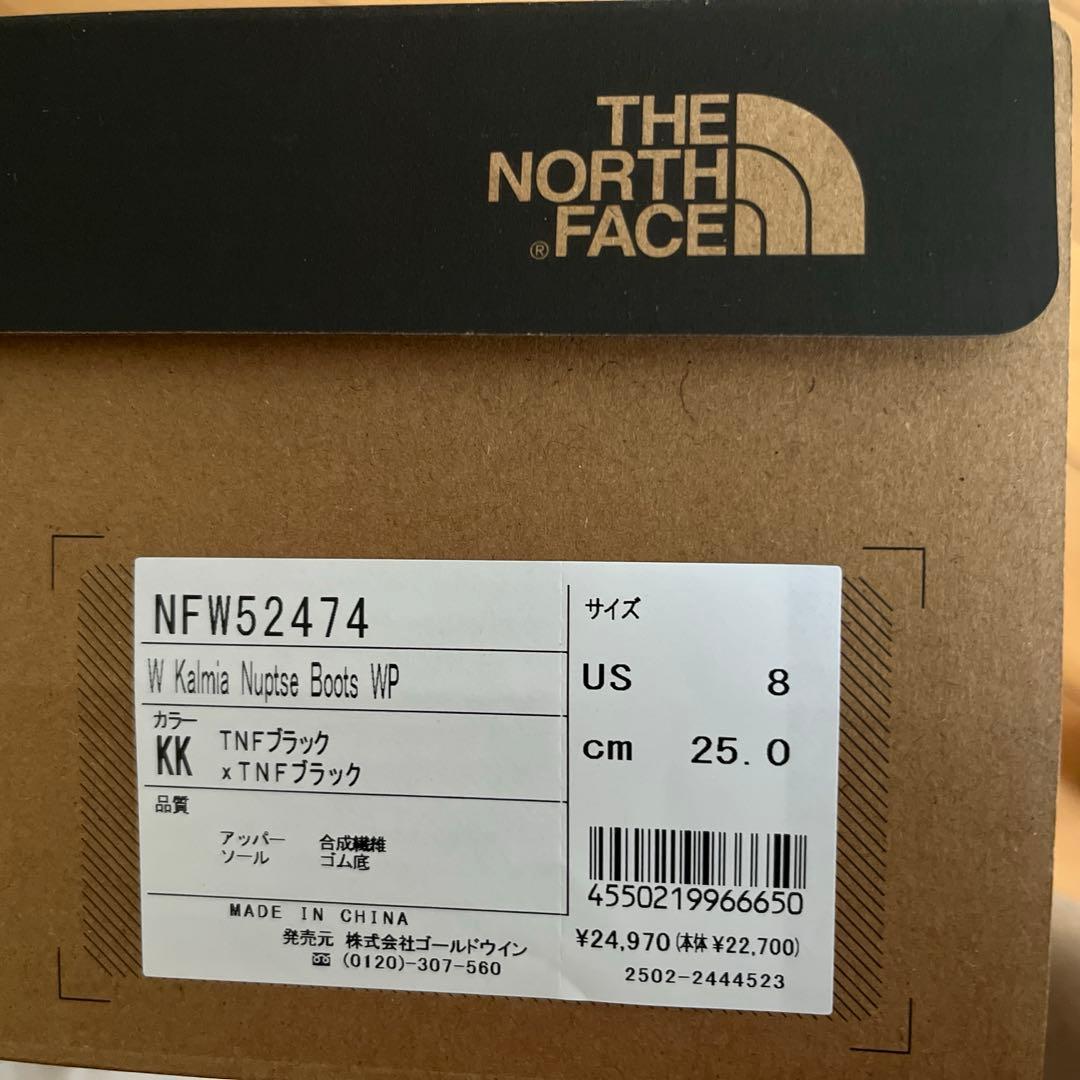 THE
NORTH
FACE
®
NFW52474
W Kalmia Nuptse Boots WP
カラー
KK TNFブラック
xTNFブラック
品質
アッパー 合成繊維
ソール ゴム底
MADE IN CHINA
発売元 株式会社ゴールドウイン
(0120)-307-560
サイズ
US 8
cm 25.0
4550219966650
¥24,970(本体¥22,700)
2502-2444523